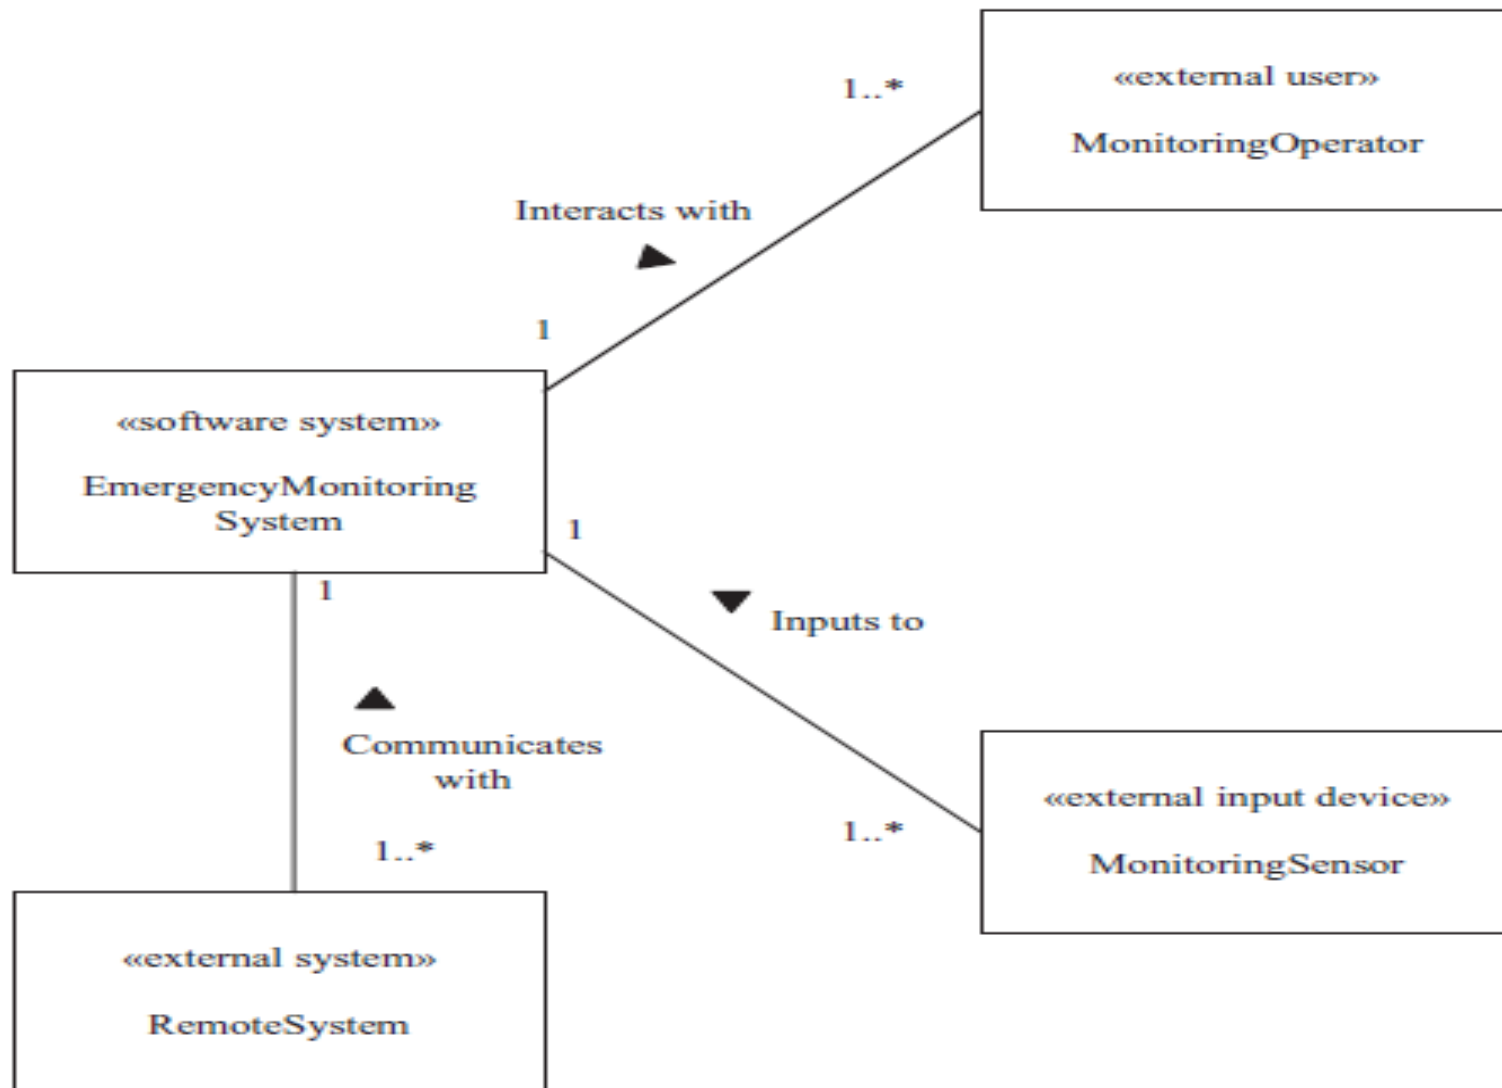 «external user»
MonitoringOperator
1..*
Interacts with
1
«software system»
EmergencyMonitoring
System
1
1
Inputs to
Communicates
with
1..*
1..*
«external input device»
MonitoringSensor
«external system»
RemoteSystem